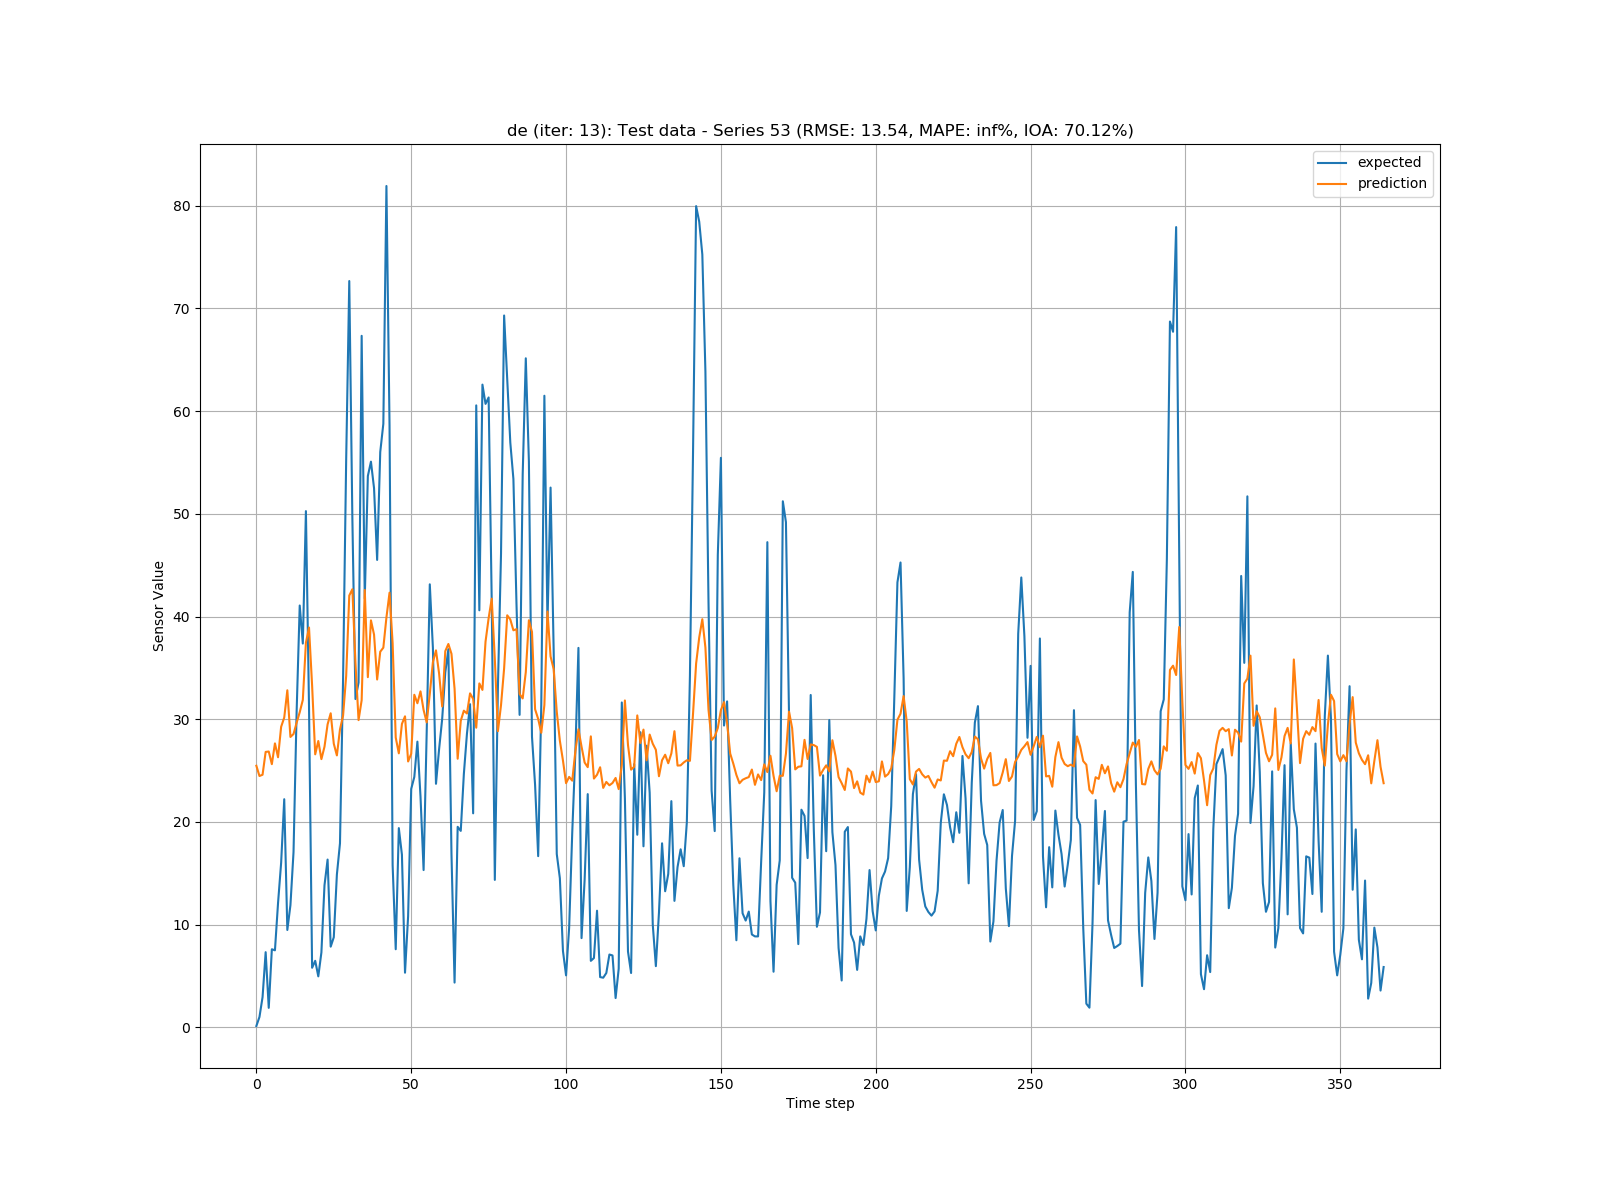 de (iter: 13): Test data - Series 53 (RMSE: 13.54, MAPE: inf%, IOA: 70.12%)
expected
prediction
80
70
60
50
40
30
20
10
0
Sensor Value
0 50 100 150 200 250 300 350
Time step